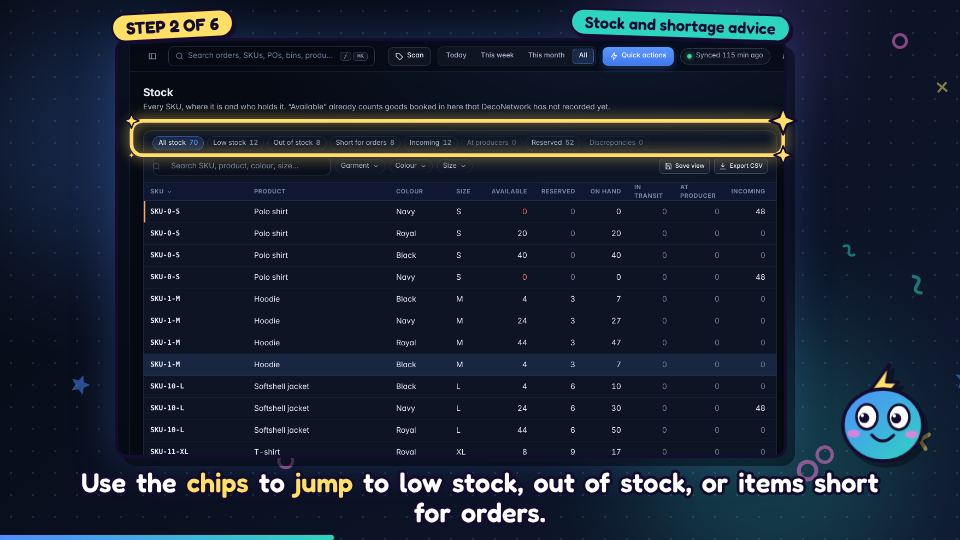 STEP 2 OF 6
Stock and shortage advice
Search orders, SKUs, POs, bins, produ... / ⌘K Scan Today This week This month All Quick actions Synced 115 min ago
Stock
Every SKU, where it is and who holds it. "Available" already counts goods booked in here that DecoNetwork has not recorded yet.
All stock 70 Low stock 12 Out of stock 8 Short for orders 8 Incoming 12 At producers 0 Reserved 52 Discrepancies 0
Search SKU, product, colour, size... Garment Colour Size Save view Export CSV
SKU PRODUCT COLOUR SIZE AVAILABLE RESERVED ON HAND IN TRANSIT AT PRODUCER INCOMING
SKU-0-S Polo shirt Navy S 0 0 0 0 0 48
SKU-0-S Polo shirt Royal S 20 0 20 0 0 0
SKU-0-S Polo shirt Black S 40 0 40 0 0 0
SKU-0-S Polo shirt Navy S 0 0 0 0 0 48
SKU-1-M Hoodie Black M 4 3 7 0 0 0
SKU-1-M Hoodie Navy M 24 3 27 0 0 0
SKU-1-M Hoodie Royal M 44 3 47 0 0 0
SKU-1-M Hoodie Black M 4 3 7 0 0 0
SKU-10-L Softshell jacket Black L 4 6 10 0 0 0
SKU-10-L Softshell jacket Navy L 24 6 30 0 0 48
SKU-10-L Softshell jacket Royal L 44 6 50 0 0 0
SKU-11-XL T-shirt Royal XL 8 9 17 0 0 0
Use the chips to jump to low stock, out of stock, or items short
for orders.